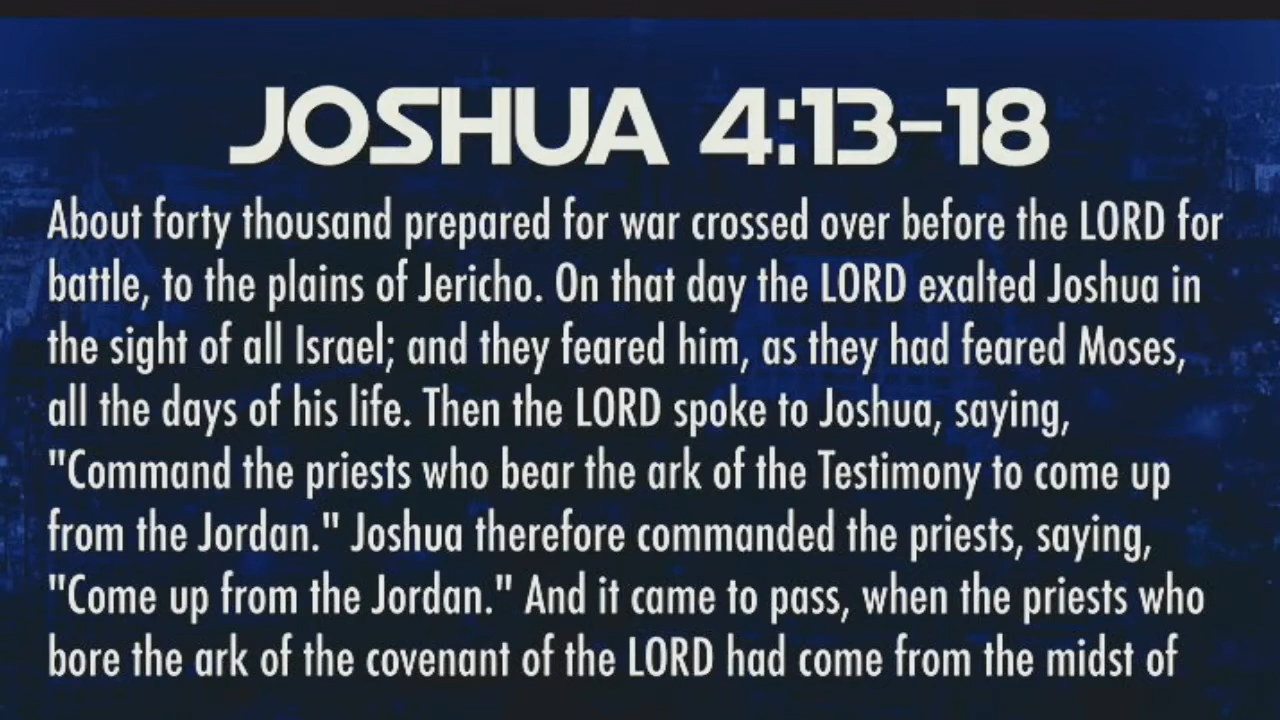 JOSHUA 4:13-18
About forty thousand prepared for war crossed over before the LORD for
battle, to the plains of Jericho. On that day the LORD exalted Joshua in
the sight of all Israel; and they feared him, as they had feared Moses,
all the days of his life. Then the LORD spoke to Joshua, saying,
"Command the priests who bear the ark of the Testimony to come up
from the Jordan." Joshua therefore commanded the priests, saying,
"Come up from the Jordan." And it came to pass, when the priests who
bore the ark of the covenant of the LORD had come from the midst of